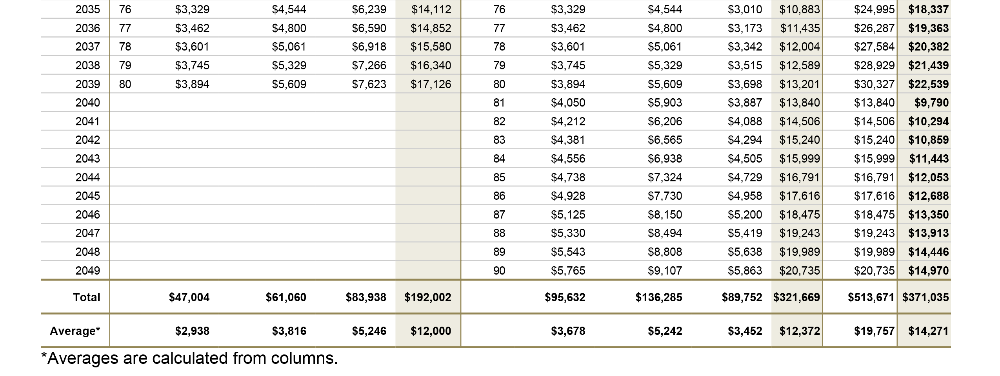 2035 76 $3,329 $4,544 $6,239 $14,112 76 $3,329 $4,544 $3,010 $10,883 $24,995 $18,337
2036 77 $3,462 $4,800 $6,590 $14,852 77 $3,462 $4,800 $3,173 $11,435 $26,287 $19,363
2037 78 $3,601 $5,061 $6,918 $15,580 78 $3,601 $5,061 $3,342 $12,004 $27,584 $20,382
2038 79 $3,745 $5,329 $7,266 $16,340 79 $3,745 $5,329 $3,515 $12,589 $28,929 $21,439
2039 80 $3,894 $5,609 $7,623 $17,126 80 $3,894 $5,609 $3,698 $13,201 $30,327 $22,539
2040 81 $4,050 $5,903 $3,887 $13,840 $13,840 $9,790
2041 82 $4,212 $6,206 $4,088 $14,506 $14,506 $10,294
2042 83 $4,381 $6,565 $4,294 $15,240 $15,240 $10,859
2043 84 $4,556 $6,938 $4,505 $15,999 $15,999 $11,443
2044 85 $4,738 $7,324 $4,729 $16,791 $16,791 $12,053
2045 86 $4,928 $7,730 $4,958 $17,616 $17,616 $12,688
2046 87 $5,125 $8,150 $5,200 $18,475 $18,475 $13,350
2047 88 $5,330 $8,494 $5,419 $19,243 $19,243 $13,913
2048 89 $5,543 $8,808 $5,638 $19,989 $19,989 $14,446
2049 90 $5,765 $9,107 $5,863 $20,735 $20,735 $14,970
Total $47,004 $61,060 $83,938 $192,002 $95,632 $136,285 $89,752 $321,669 $513,671 $371,035
Average* $2,938 $3,816 $5,246 $12,000 $3,678 $5,242 $3,452 $12,372 $19,757 $14,271
*Averages are calculated from columns.